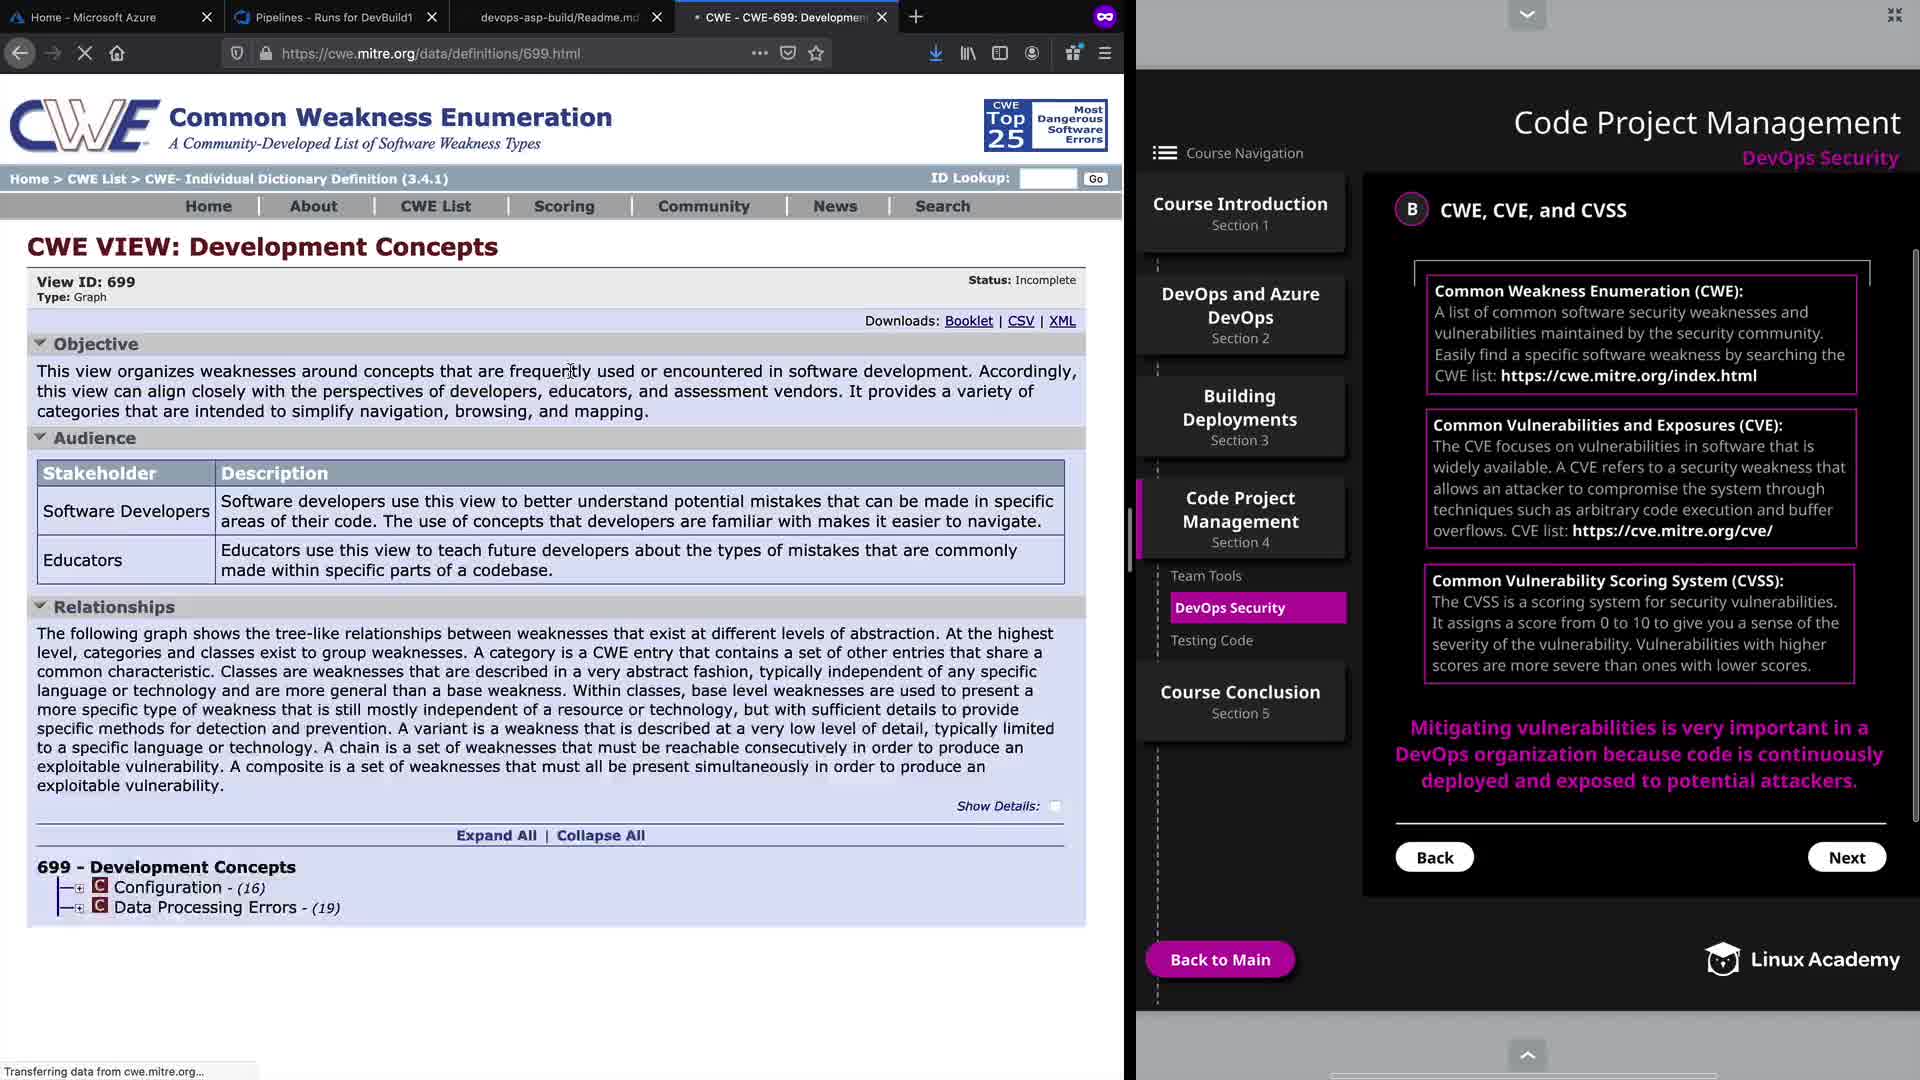 Home - Microsoft Azure
Pipelines - Runs for DevBuild1
devops-asp-build/Readme.md
CWE - CWE-699: Development
https://cwe.mitre.org/data/definitions/699.html
CWE
Common Weakness Enumeration
A Community-Developed List of Software Weakness Types
CWE
Top
25
Most
Dangerous
Software
Errors
Home > CWE List > CWE- Individual Dictionary Definition (3.4.1)
ID Lookup:
Go
Home | About | CWE List | Scoring | Community | News | Search
CWE VIEW: Development Concepts
View ID: 699
Type: Graph
Status: Incomplete
Downloads: Booklet | CSV | XML
Objective
This view organizes weaknesses around concepts that are frequently used or encountered in software development. Accordingly,
this view can align closely with the perspectives of developers, educators, and assessment vendors. It provides a variety of
categories that are intended to simplify navigation, browsing, and mapping.
Audience
Stakeholder
Description
Software Developers
Software developers use this view to better understand potential mistakes that can be made in specific
areas of their code. The use of concepts that developers are familiar with makes it easier to navigate.
Educators
Educators use this view to teach future developers about the types of mistakes that are commonly
made within specific parts of a codebase.
Relationships
The following graph shows the tree-like relationships between weaknesses that exist at different levels of abstraction. At the highest
level, categories and classes exist to group weaknesses. A category is a CWE entry that contains a set of other entries that share a
common characteristic. Classes are weaknesses that are described in a very abstract fashion, typically independent of any specific
language or technology and are more general than a base weakness. Within classes, base level weaknesses are used to present a
more specific type of weakness that is still mostly independent of a resource or technology, but with sufficient details to provide
specific methods for detection and prevention. A variant is a weakness that is described at a very low level of detail, typically limited
to a specific language or technology. A chain is a set of weaknesses that must be reachable consecutively in order to produce an
exploitable vulnerability. A composite is a set of weaknesses that must all be present simultaneously in order to produce an
exploitable vulnerability.
Show Details:
Expand All | Collapse All
699 - Development Concepts
C Configuration - (16)
C Data Processing Errors - (19)
Transferring data from cwe.mitre.org...
Code Project Management
DevOps Security
Course Navigation
Course Introduction
Section 1
DevOps and Azure
DevOps
Section 2
Building
Deployments
Section 3
Code Project
Management
Section 4
Team Tools
DevOps Security
Testing Code
Course Conclusion
Section 5
Back to Main
B CWE, CVE, and CVSS
Common Weakness Enumeration (CWE):
A list of common software security weaknesses and
vulnerabilities maintained by the security community.
Easily find a specific software weakness by searching the
CWE list: https://cwe.mitre.org/index.html
Common Vulnerabilities and Exposures (CVE):
The CVE focuses on vulnerabilities in software that is
widely available. A CVE refers to a security weakness that
allows an attacker to compromise the system through
techniques such as arbitrary code execution and buffer
overflows. CVE list: https://cve.mitre.org/cve/
Common Vulnerability Scoring System (CVSS):
The CVSS is a scoring system for security vulnerabilities.
It assigns a score from 0 to 10 to give you a sense of the
severity of the vulnerability. Vulnerabilities with higher
scores are more severe than ones with lower scores.
Mitigating vulnerabilities is very important in a
DevOps organization because code is continuously
deployed and exposed to potential attackers.
Back
Next
Linux Academy